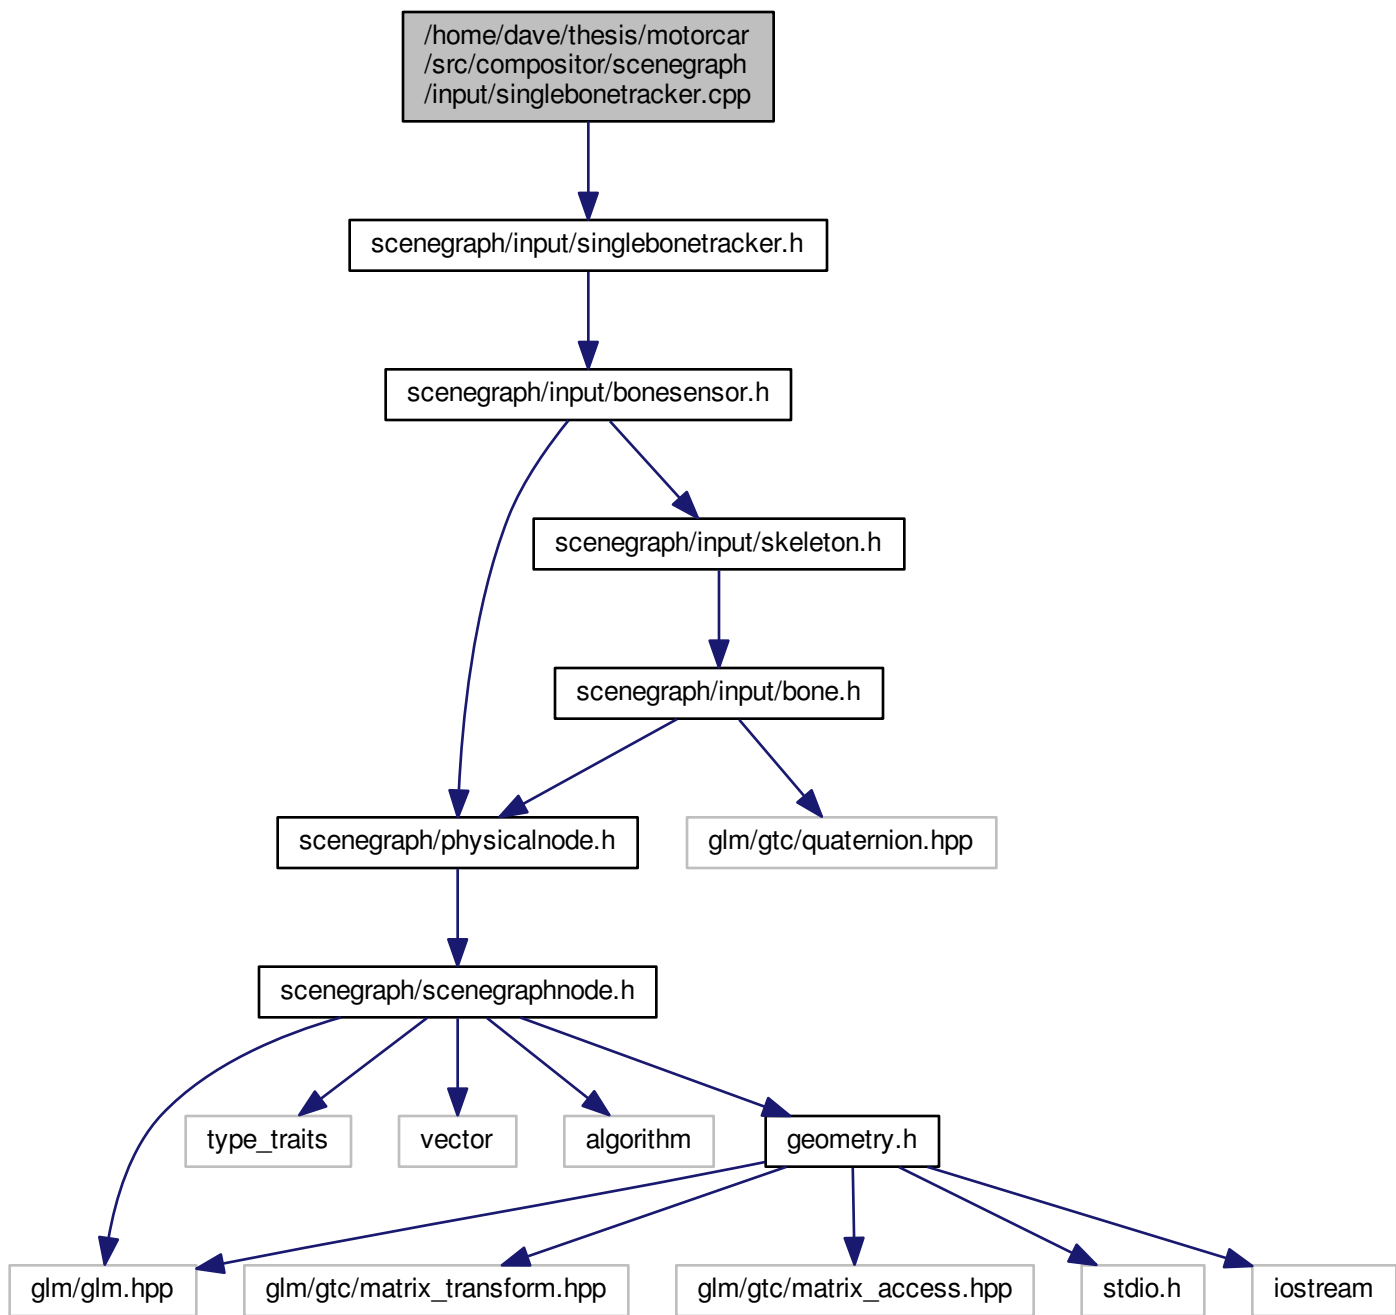 /home/dave/thesis/motorcar
/src/compositor/scenegraph
/input/singlebonetracker.cpp
scenegraph/input/singlebonetracker.h
scenegraph/input/bonesensor.h
scenegraph/input/skeleton.h
scenegraph/input/bone.h
scenegraph/physicalnode.h
glm/gtc/quaternion.hpp
scenegraph/scenegraphnode.h
type_traits
vector
algorithm
geometry.h
glm/glm.hpp
glm/gtc/matrix_transform.hpp
glm/gtc/matrix_access.hpp
stdio.h
iostream